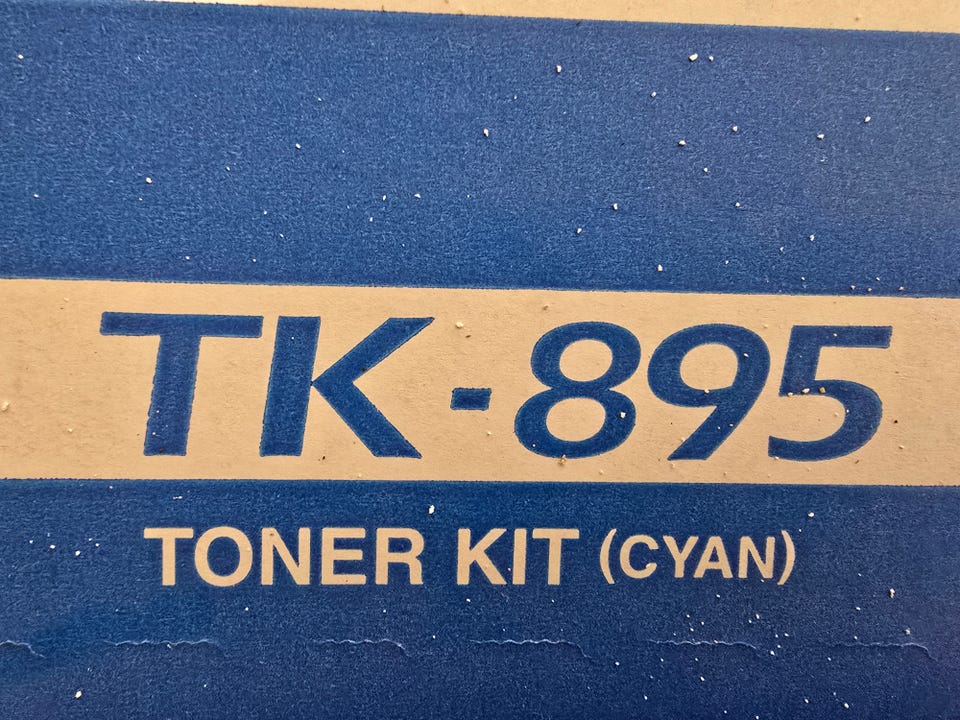 TK-895
TONER KIT (CYAN)